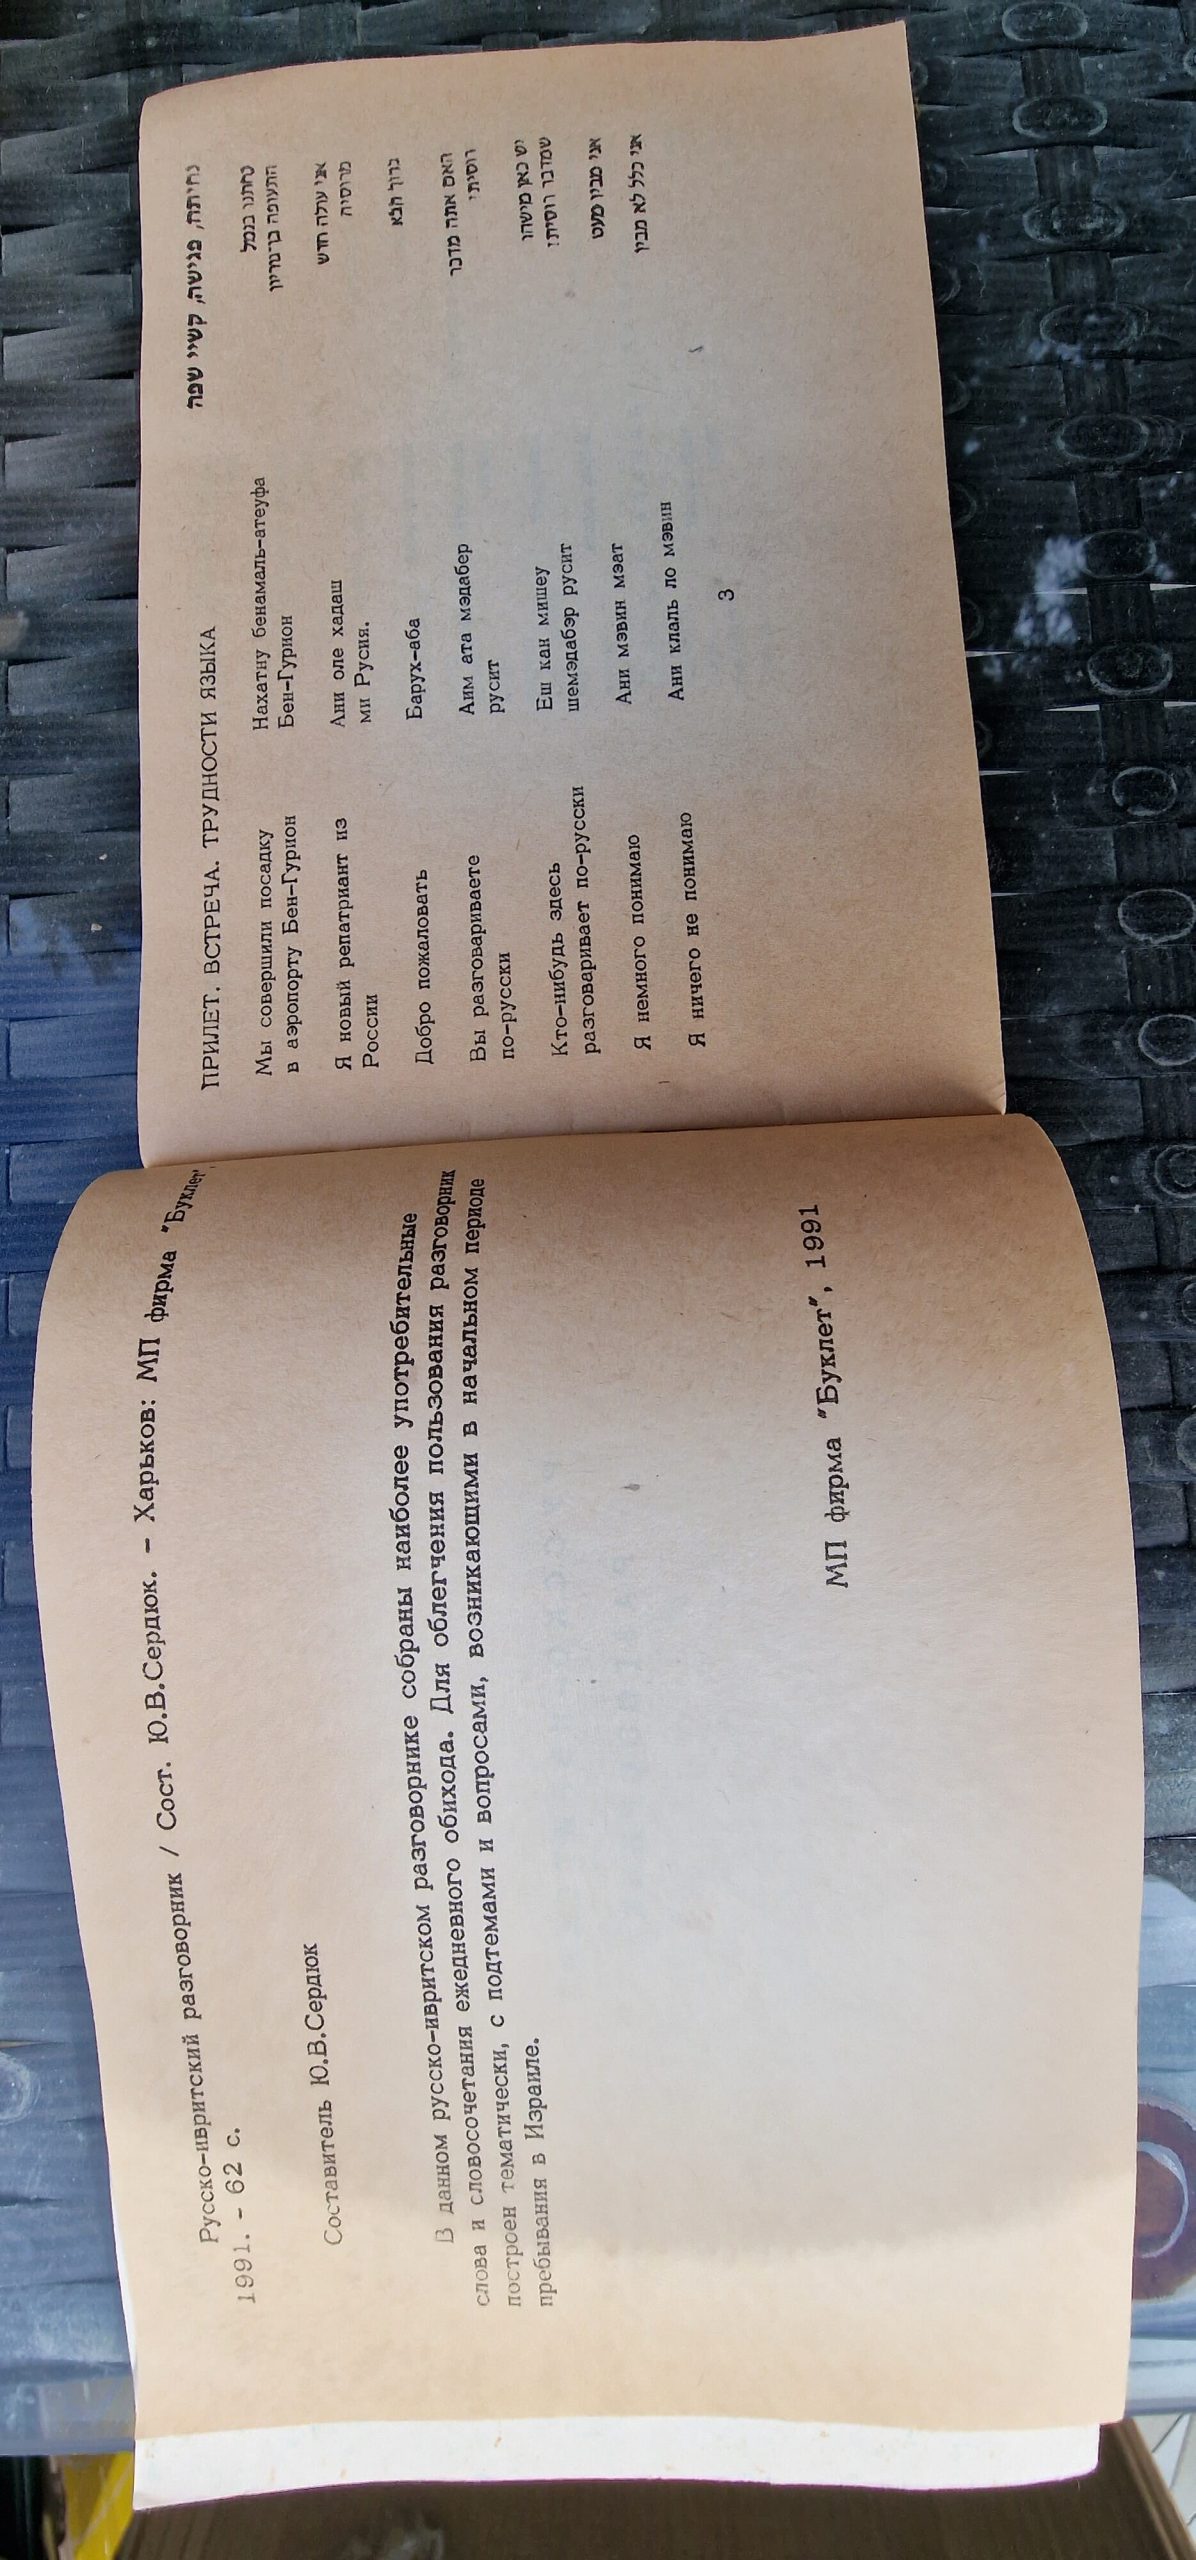 Русско-ивритский разговорник / Сост. Ю.В.Сердюк. – Харьков: МП фирма "Буклет",
1991. - 62 с.
Составитель Ю.В.Сердюк
В данном русско-ивритском разговорнике собраны наиболее употребительные
слова и словосочетания ежедневного обихода. Для облегчения пользования разговорник
построен тематически, с подтемами и вопросами, возникающими в начальном периоде
пребывания в Израиле.
МП фирма "Буклет", 1991
ПРИЛЕТ. ВСТРЕЧА. ТРУДНОСТИ ЯЗЫКА נחיתה, פגישה, קשיי שפה
Мы совершили посадку Нахатну бенамаль-атеуфа נחתנו בנמל
в аэропорту Бен-Гурион Бен-Гурион התעופה בן־גוריון
Я новый репатриант из Ани оле хадаш אני עולה חדש
России ми Русия. מרוסיה
Добро пожаловать Барух-аба ברוך הבא
Вы разговариваете Аим ата мэдабер האם אתה מדבר
по-русски русит רוסית?
Кто-нибудь здесь Еш кан мишеу יש כאן מישהו
разговаривает по-русски шемэдабэр русит שמדבר רוסית?
Я немного понимаю Ани мэвин мэат אני מבין מעט
Я ничего не понимаю Ани клаль ло мэвин אני כלל לא מבין
3